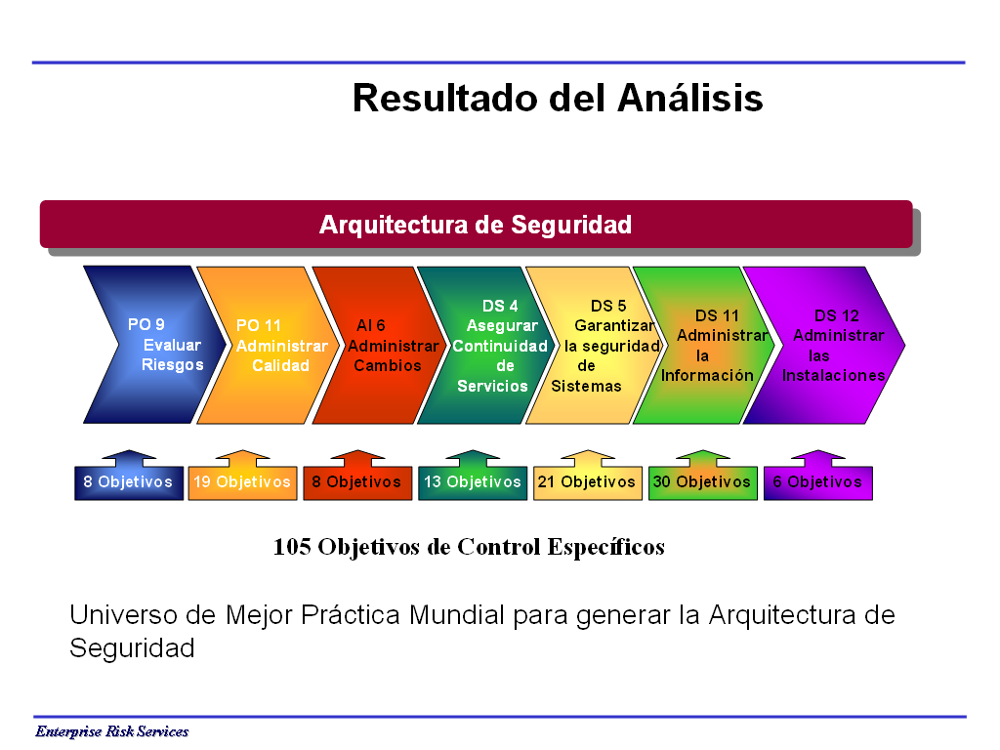 Resultado del Análisis
Arquitectura de Seguridad
PO 9
Evaluar
Riesgos
PO 11
Administrar
Calidad
AI 6
Administrar
Cambios
DS 4
Asegurar
Continuidad
de
Servicios
DS 5
Garantizar
la seguridad
de
Sistemas
DS 11
Administrar
la
Información
DS 12
Administrar
las
Instalaciones
8 Objetivos
19 Objetivos
8 Objetivos
13 Objetivos
21 Objetivos
30 Objetivos
6 Objetivos
105 Objetivos de Control Específicos
Universo de Mejor Práctica Mundial para generar la Arquitectura de
Seguridad
Enterprise Risk Services